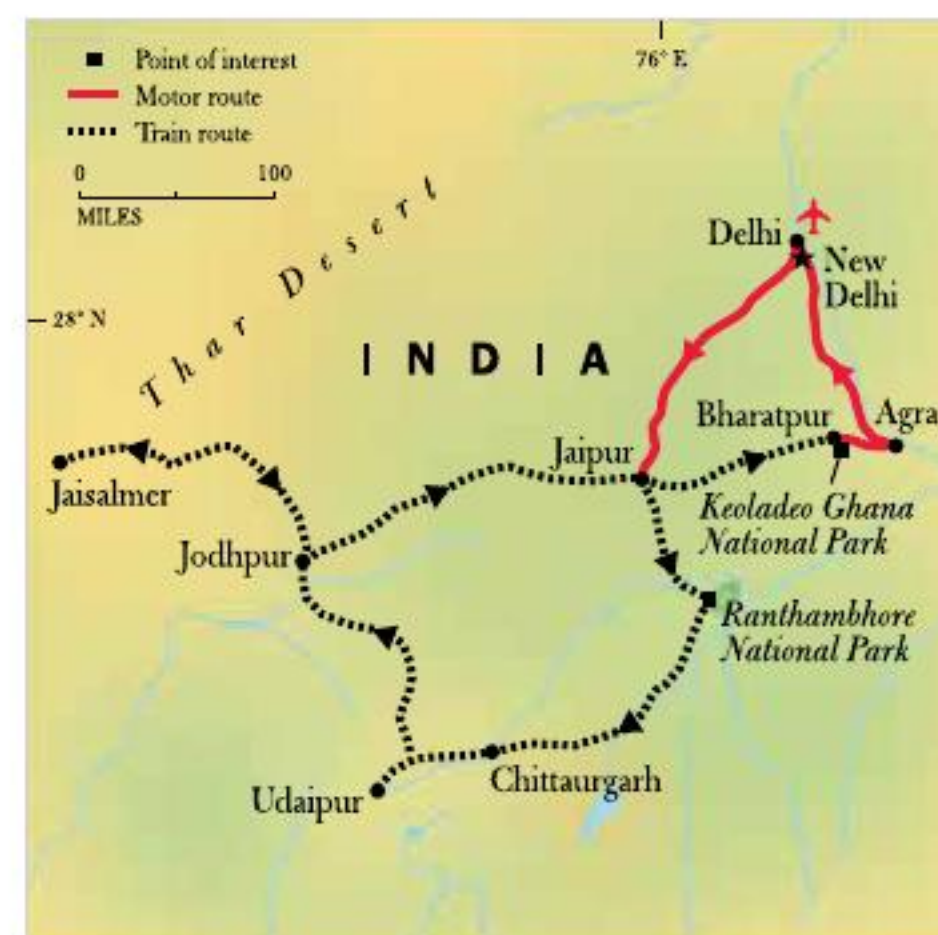 Point of interest
Motor route
Train route
0 100
MILES
76° E
Thar Desert
Delhi
New
Delhi
28° N
INDIA
Bharatpur
Agra
Jaipur
Jaisalmer
Keoladeo Ghana
National Park
Jodhpur
Ranthambhore
National Park
Chittaurgarh
Udaipur